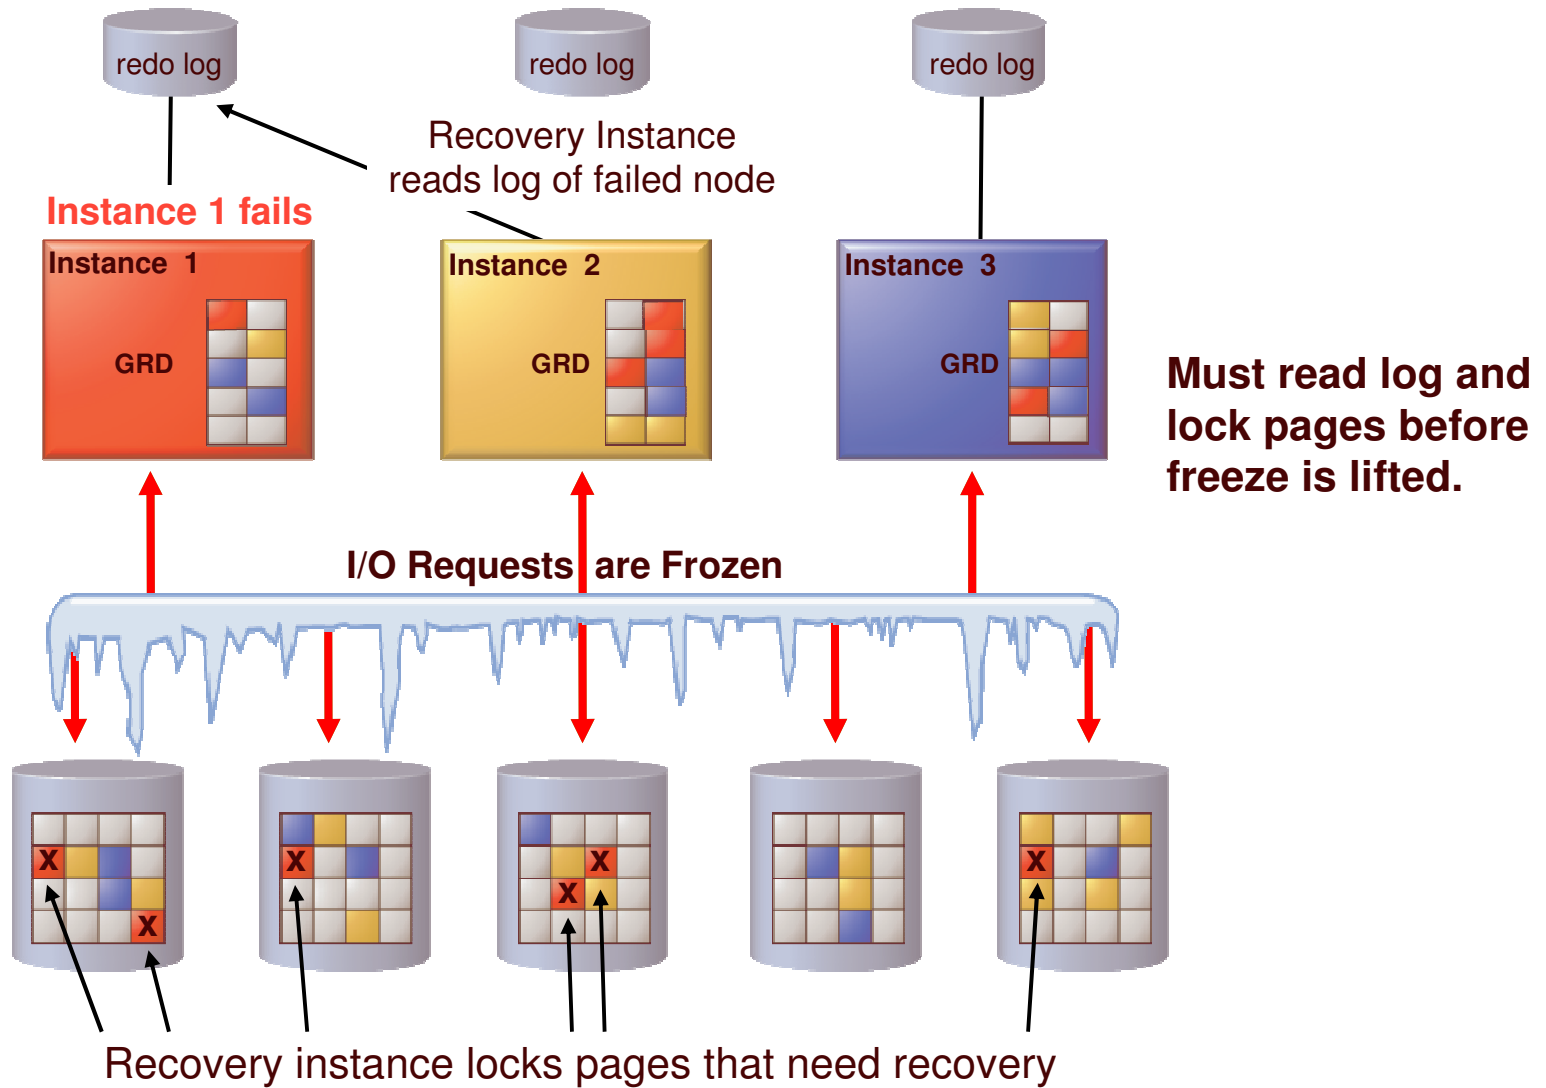 redo log
redo log
redo log
Recovery Instance
reads log of failed node
Instance 1 fails
Instance 1
Instance 2
Instance 3
GRD
GRD
GRD
Must read log and
lock pages before
freeze is lifted.
I/O Requests are Frozen
X
X
X
X
X
X
Recovery instance locks pages that need recovery